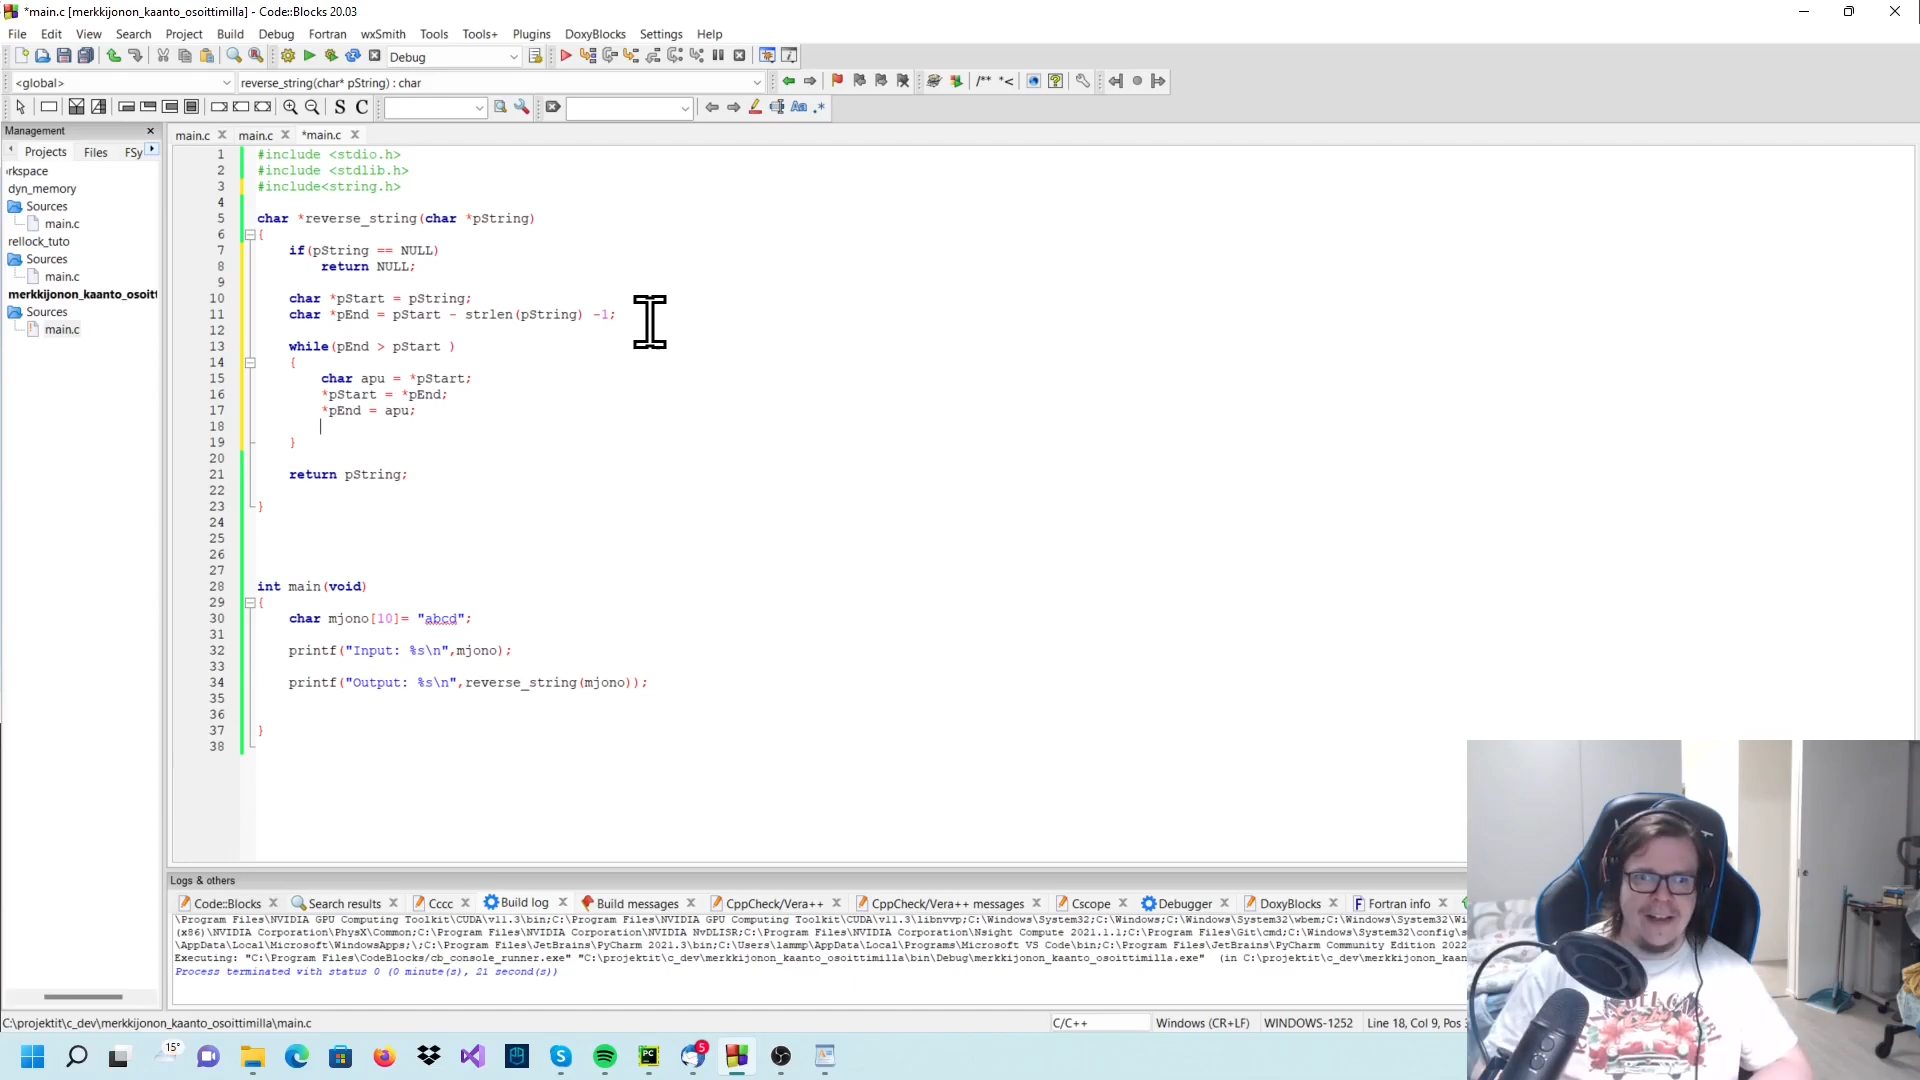 *main.c [merkkijonon_kaanto_osoittimilla] - Code::Blocks 20.03
File Edit View Search Project Build Debug Fortran wxSmith Tools Tools+ Plugins DoxyBlocks Settings Help
Debug
<global> reverse_string(char* pString) : char
/** *<
S C Aa .*
Management
main.c main.c *main.c
Projects Files FSy
rkspace
dyn_memory
Sources
main.c
rellock_tuto
Sources
main.c
merkkijonon_kaanto_osoitt
Sources
main.c
1 #include <stdio.h>
2 #include <stdlib.h>
3 #include<string.h>
4
5 char *reverse_string(char *pString)
6 {
7 if(pString == NULL)
8 return NULL;
9
10 char *pStart = pString;
11 char *pEnd = pStart - strlen(pString) -1;
12
13 while(pEnd > pStart )
14 {
15 char apu = *pStart;
16 *pStart = *pEnd;
17 *pEnd = apu;
18
19 }
20
21 return pString;
22
23 }
24
25
26
27
28 int main(void)
29 {
30 char mjono[10]= "abcd";
31
32 printf("Input: %s\n",mjono);
33
34 printf("Output: %s\n",reverse_string(mjono));
35
36
37 }
38
Logs & others
Code::Blocks Search results Cccc Build log Build messages CppCheck/Vera++ CppCheck/Vera++ messages Cscope Debugger DoxyBlocks Fortran info
\Program Files\NVIDIA GPU Computing Toolkit\CUDA\v11.3\bin;C:\Program Files\NVIDIA GPU Computing Toolkit\CUDA\v11.3\libnvvp;C:\Windows\System32;C:\Windows;C:\Windows\System32\wbem;C:\Windows\System32\W
(x86)\NVIDIA Corporation\PhysX\Common;C:\Program Files\NVIDIA Corporation\NVIDIA NvDLISR;C:\Program Files\NVIDIA Corporation\Nsight Compute 2021.1.1;C:\Program Files\Git\cmd;C:\Windows\System32\config\s
\AppData\Local\Microsoft\WindowsApps;\;C:\Program Files\JetBrains\PyCharm 2021.3\bin;C:\Users\lammp\AppData\Local\Programs\Microsoft VS Code\bin;C:\Program Files\JetBrains\PyCharm Community Edition 2022
Executing: "C:\Program Files\CodeBlocks/cb_console_runner.exe" "C:\projektit\c_dev\merkkijonon_kaanto_osoittimilla\bin\Debug\merkkijonon_kaanto_osoittimilla.exe" (in C:\projektit\c_dev\merkkijonon_kaan
Process terminated with status 0 (0 minute(s), 21 second(s))
C:\projektit\c_dev\merkkijonon_kaanto_osoittimilla\main.c C/C++ Windows (CR+LF) WINDOWS-1252 Line 18, Col 9, Pos 3
15° PC 5